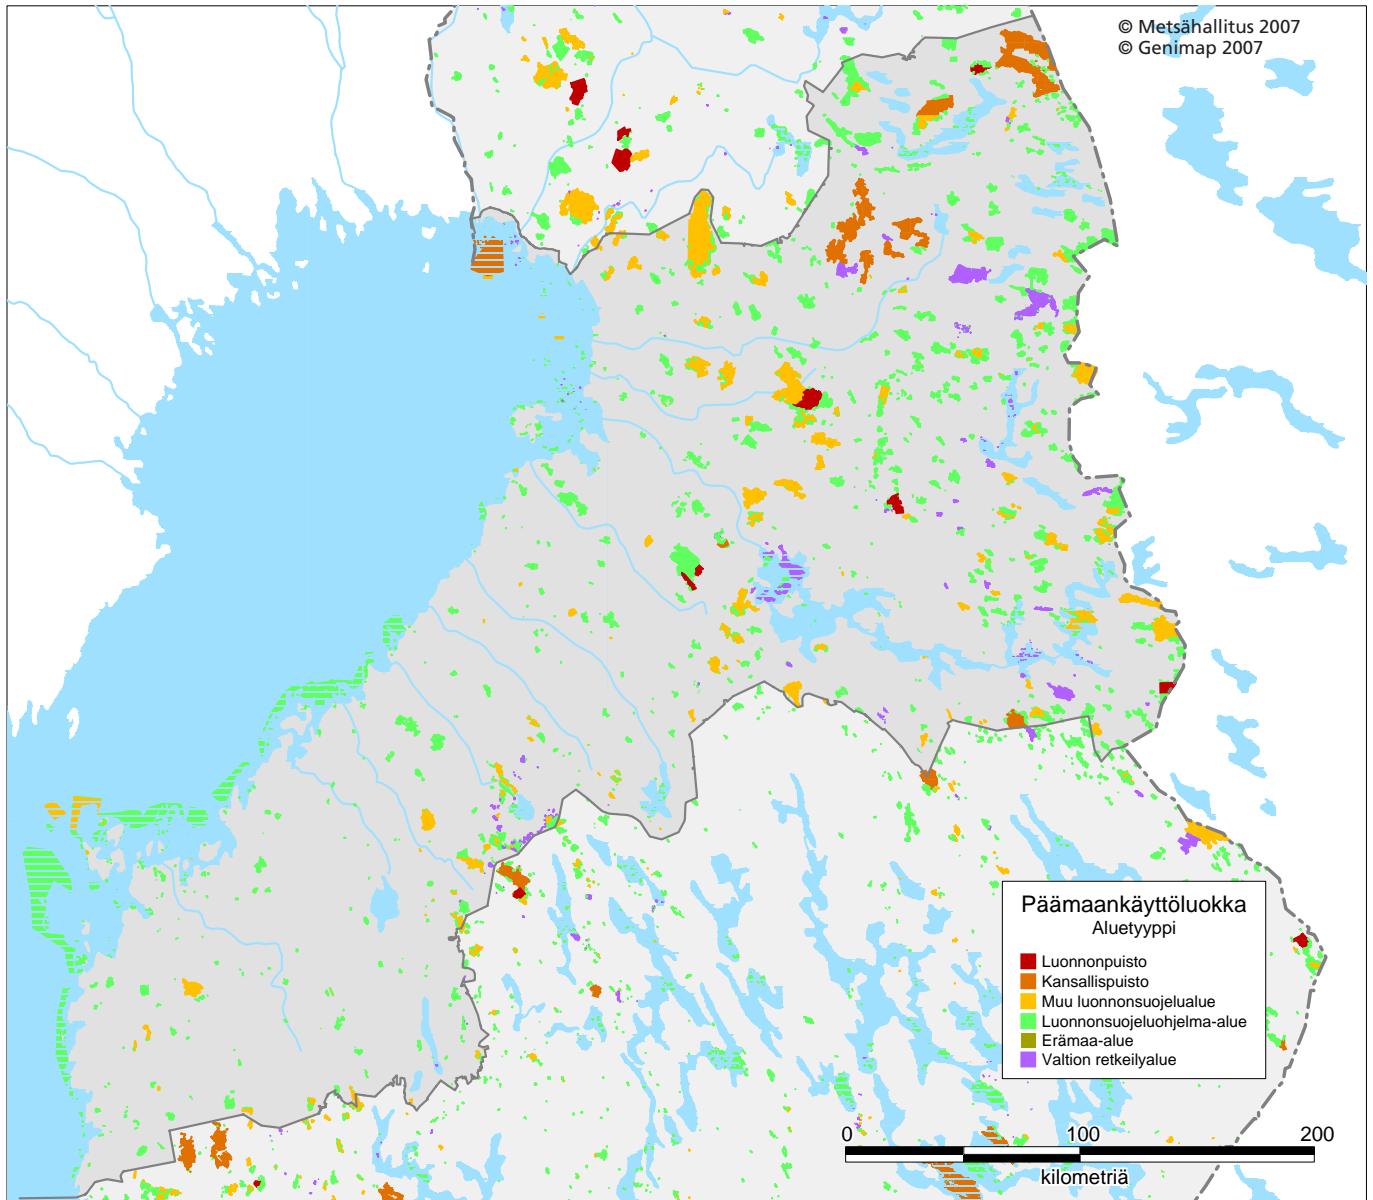 © Metsähallitus 2007
© Genimap 2007
Päämaankäyttöluokka
Aluetyyppi
Luonnonpuisto
Kansallispuisto
Muu luonnonsuojelualue
Luonnonsuojeluohjelma-alue
Erämaa-alue
Valtion retkeilyalue
0 100 200
kilometriä